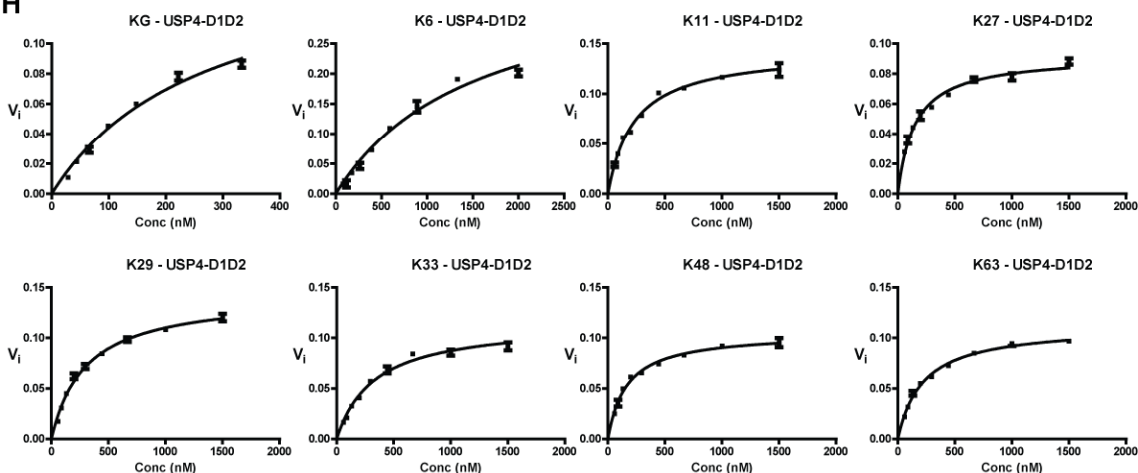 H
KG - USP4-D1D2
K6 - USP4-D1D2
K11 - USP4-D1D2
K27 - USP4-D1D2
0.10
0.08
0.06
0.04
0.02
0.00
Vi
0 100 200 300 400
Conc (nM)
0.25
0.20
0.15
0.10
0.05
0.00
Vi
0 500 1000 1500 2000 2500
Conc (nM)
0.15
0.10
0.05
0.00
Vi
0 500 1000 1500 2000
Conc (nM)
0.10
0.08
0.06
0.04
0.02
0.00
Vi
0 500 1000 1500 2000
Conc (nM)
K29 - USP4-D1D2
K33 - USP4-D1D2
K48 - USP4-D1D2
K63 - USP4-D1D2
0.15
0.10
0.05
0.00
Vi
0 500 1000 1500 2000
Conc (nM)
0.15
0.10
0.05
0.00
Vi
0 500 1000 1500 2000
Conc (nM)
0.15
0.10
0.05
0.00
Vi
0 500 1000 1500 2000
Conc (nM)
0.15
0.10
0.05
0.00
Vi
0 500 1000 1500 2000
Conc (nM)